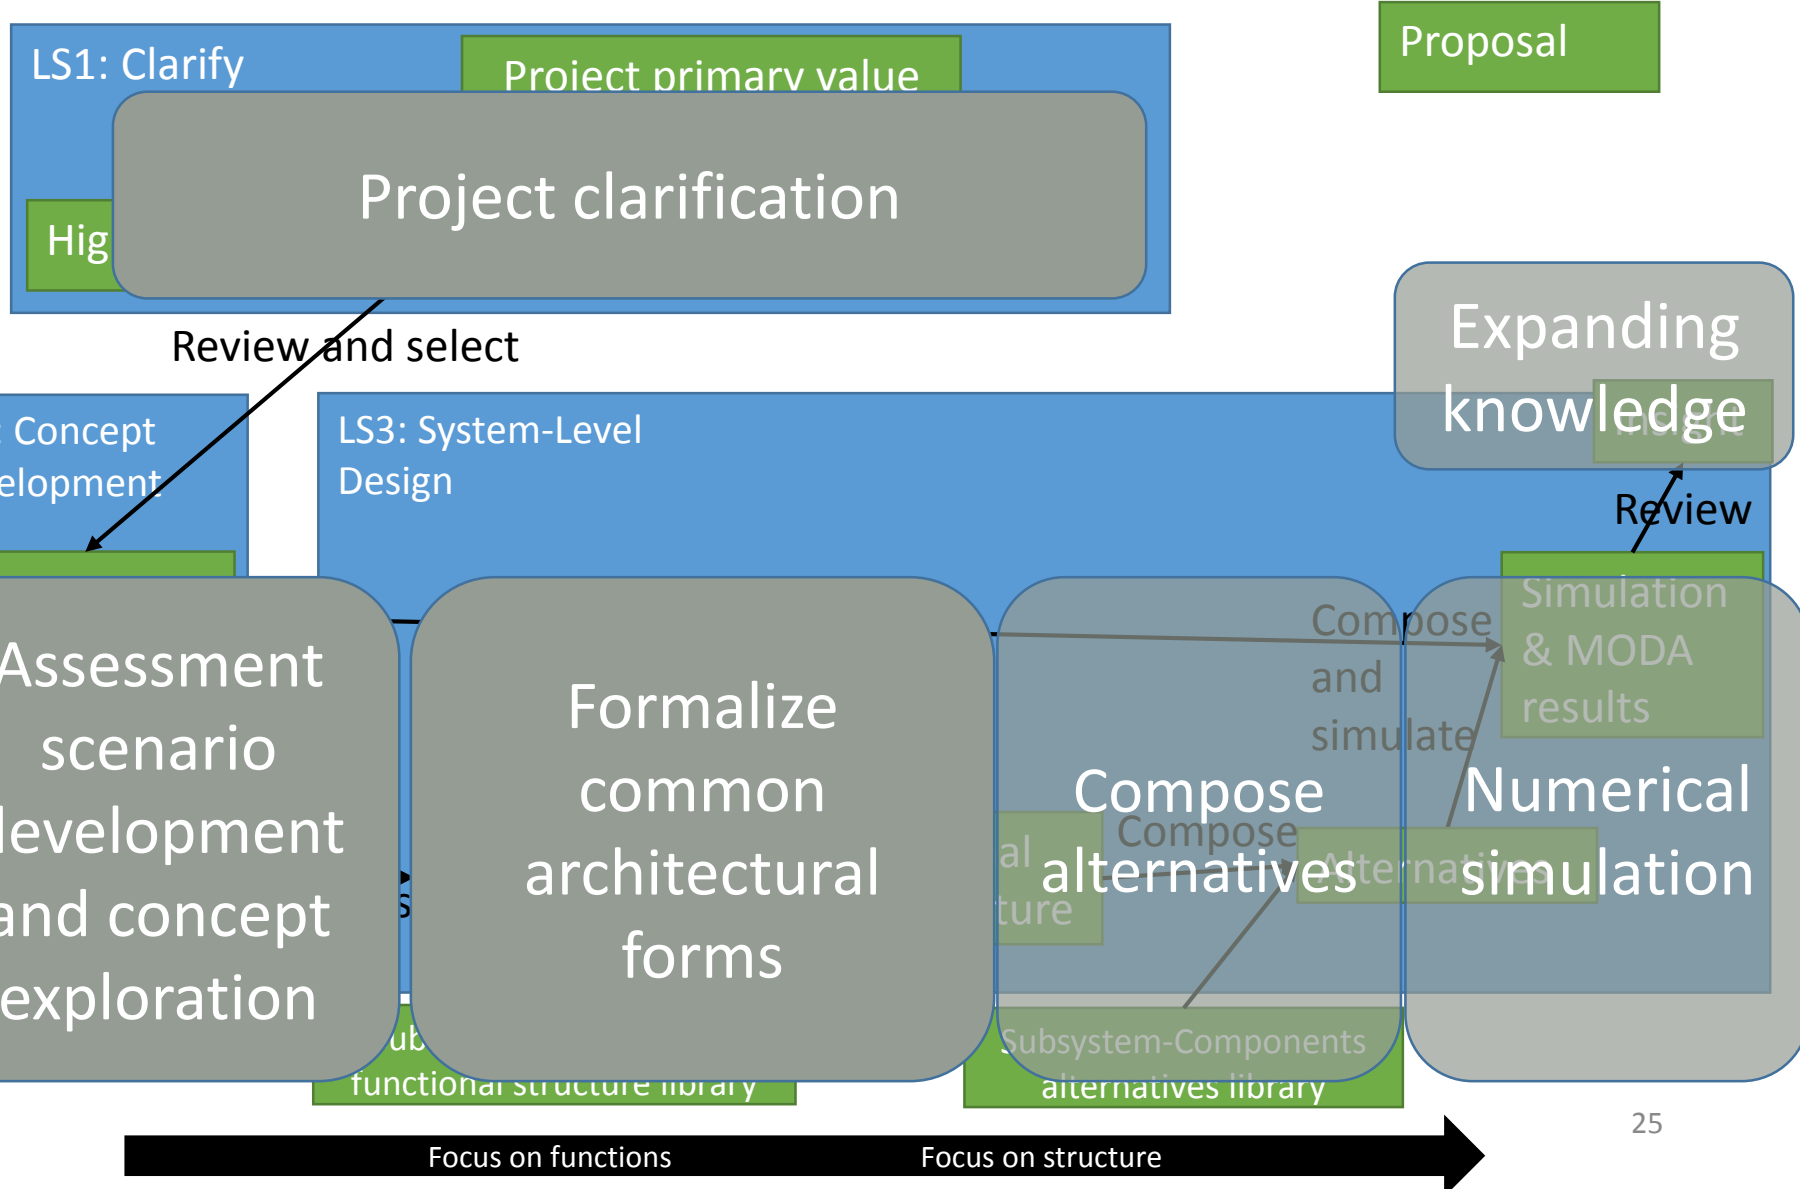 LS1: Clarify
Project primary value
Proposal
Project clarification
Hig
Review and select
Expanding
knowledge
Insight
: Concept
elopment
LS3: System-Level
Design
Review
Assessment
scenario
development
and concept
exploration
Formalize
common
architectural
forms
Compose
and
simulate
Simulation
& MODA
results
Compose
alternatives
Compose
Alternatives
Numerical
simulation
al
ture
s
ub
functional structure library
Subsystem-Components
alternatives library
25
Focus on functions
Focus on structure